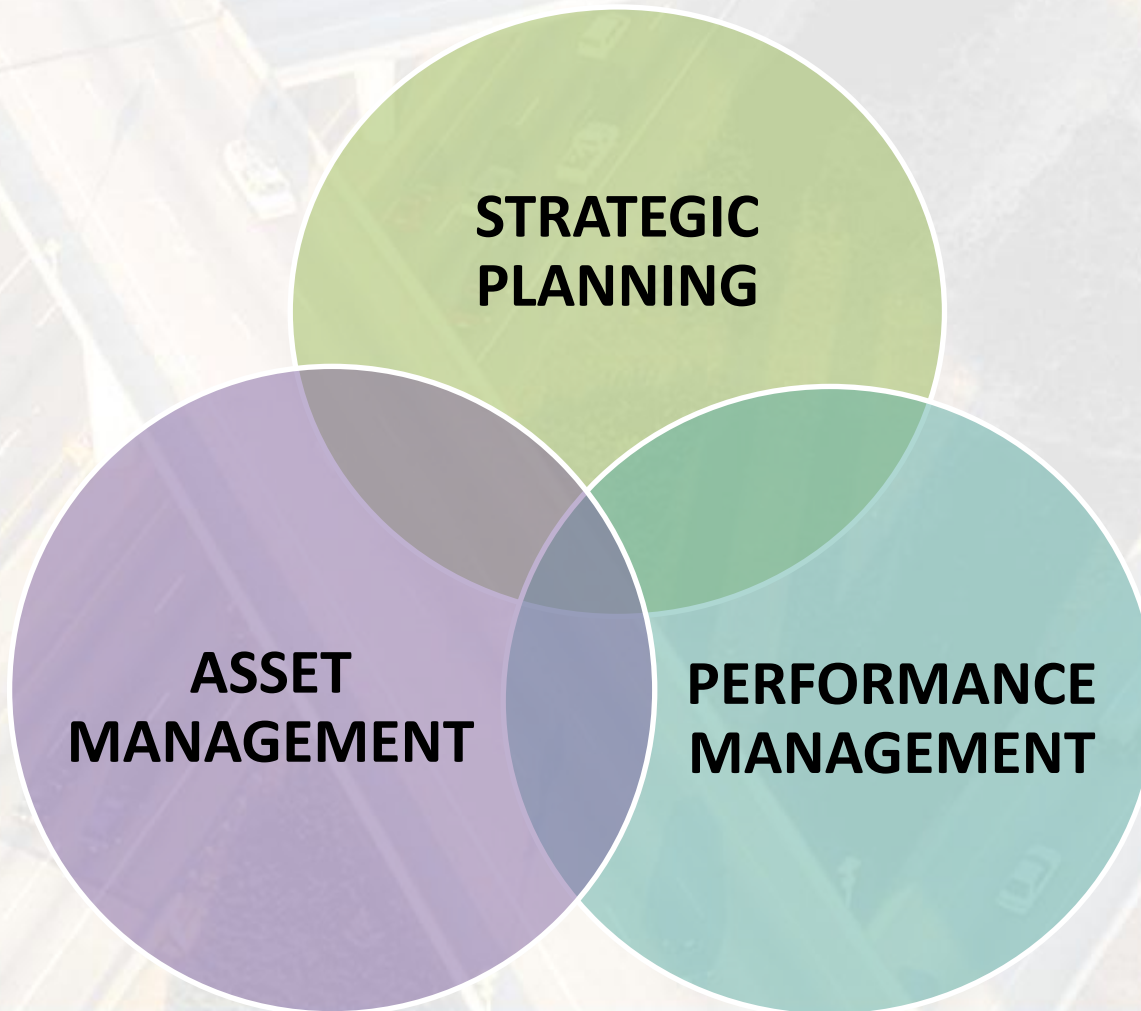 STRATEGIC
PLANNING
ASSET
MANAGEMENT
PERFORMANCE
MANAGEMENT